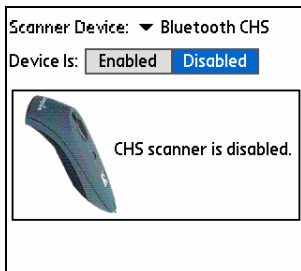 Scanner Device: Bluetooth CHS
Device Is: Enabled Disabled
CHS scanner is disabled.